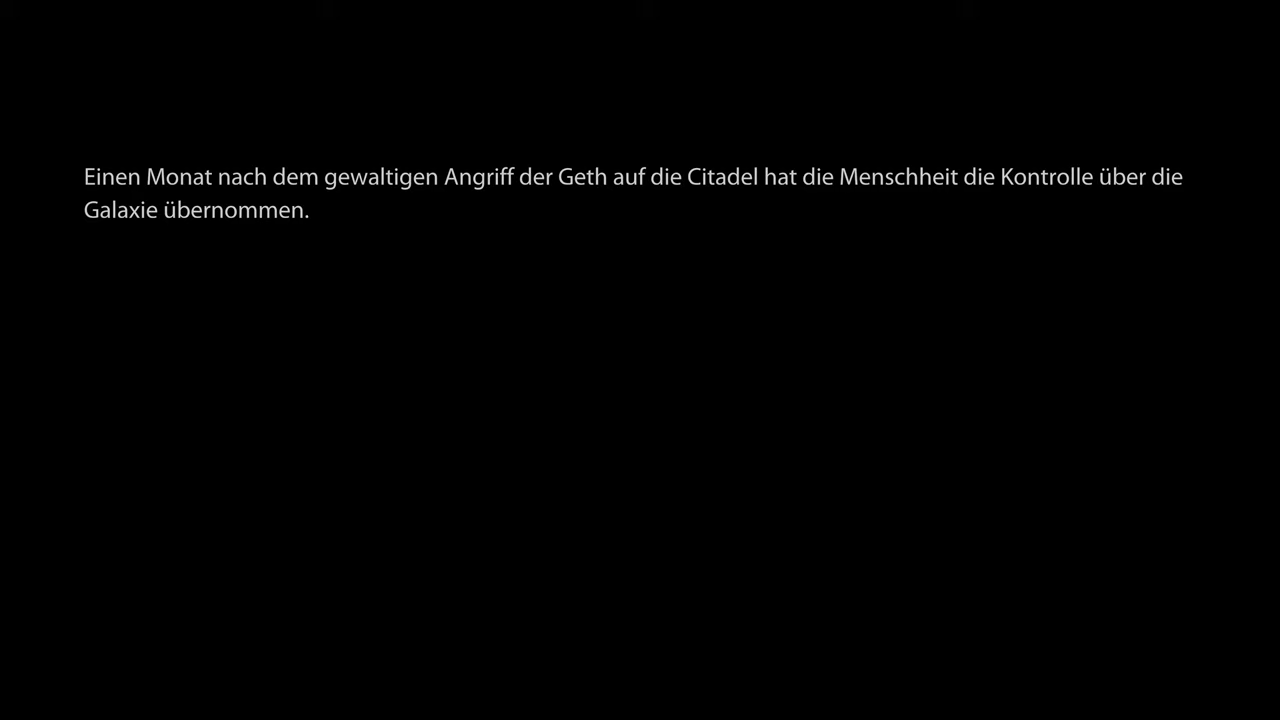 Einen Monat nach dem gewaltigen Angriff der Geth auf die Citadel hat die Menschheit die Kontrolle über die
Galaxie übernommen.